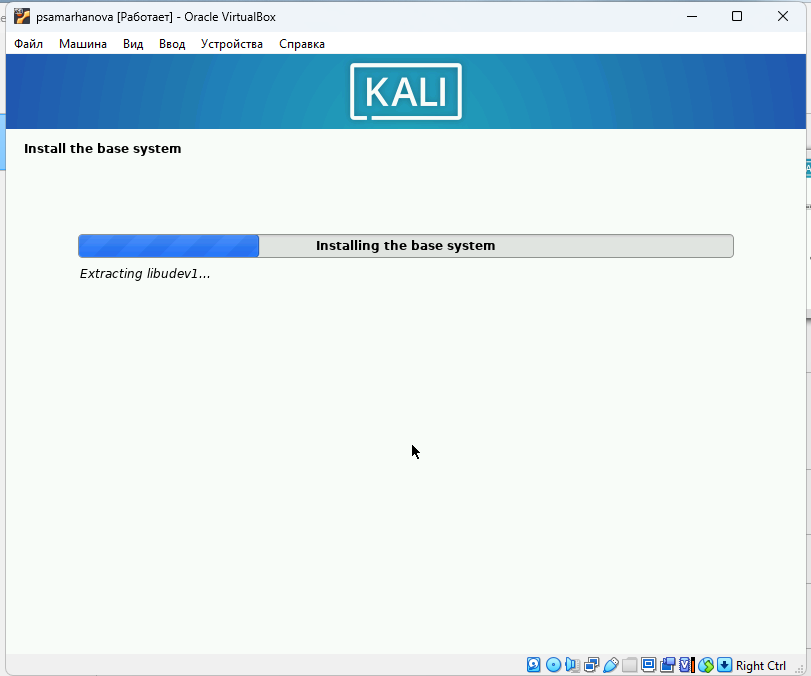 psamarhanova [Работает] - Oracle VirtualBox
Файл Машина Вид Ввод Устройства Справка
KALI
Install the base system
Installing the base system
Extracting libudev1...
Right Ctrl